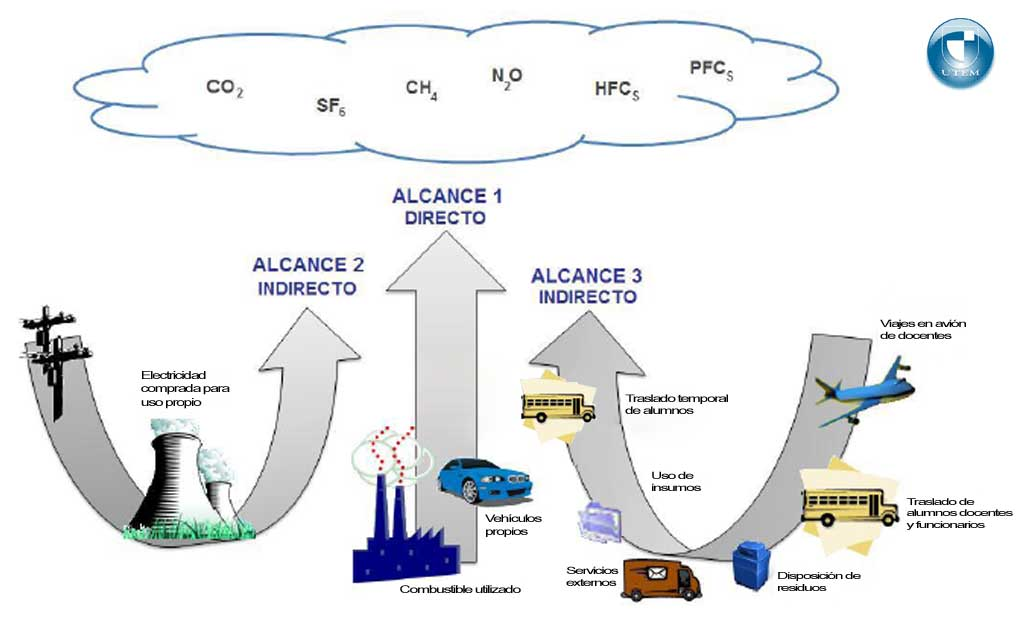 UTEM
PFCS
N2O
CO2
CH4
HFCS
SF6
ALCANCE 1
DIRECTO
ALCANCE 2
INDIRECTO
ALCANCE 3
INDIRECTO
Viajes en avión
de docentes
Electricidad
comprada para
uso propio
Traslado temporal
de alumnos
Uso de
insumos
Traslado de
alumnos docentes
y funcionarios
Vehículos
propios
Servicios
externos
Disposición de
residuos
Combustible utilizado